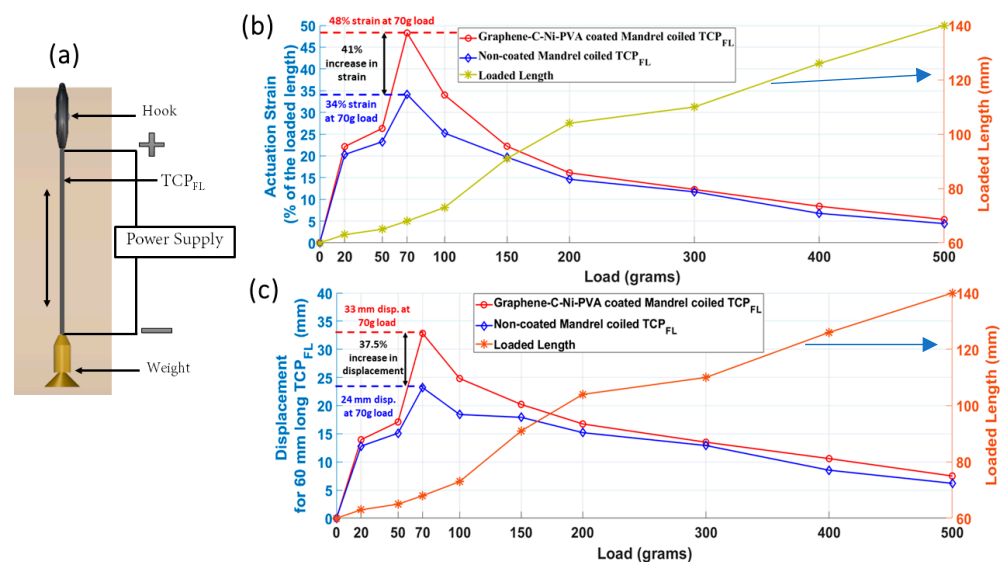 (a)
Hook
+
TCPFL
Power Supply
−
Weight
(b)
48% strain at 70g load
41%
increase in
strain
34% strain
at 70g load
Graphene-C-Ni-PVA coated Mandrel coiled TCPFL
Non-coated Mandrel coiled TCPFL
Loaded Length
Actuation Strain
(% of the loaded length)
50
45
40
35
30
25
20
15
10
5
0
0 20 50 70 100 150 200 300 400 500
Load (grams)
140
120
100
80
60
Loaded Length (mm)
(c)
33 mm disp. at
70g load
37.5%
increase in
displacement
24 mm disp.
at 70g load
Graphene-C-Ni-PVA coated Mandrel coiled TCPFL
Non-coated Mandrel coiled TCPFL
Loaded Length
Displacement
for 60 mm long TCPFL (mm)
40
35
30
25
20
15
10
5
0
0 20 50 70 100 150 200 300 400 500
Load (grams)
140
120
100
80
60
Loaded Length (mm)